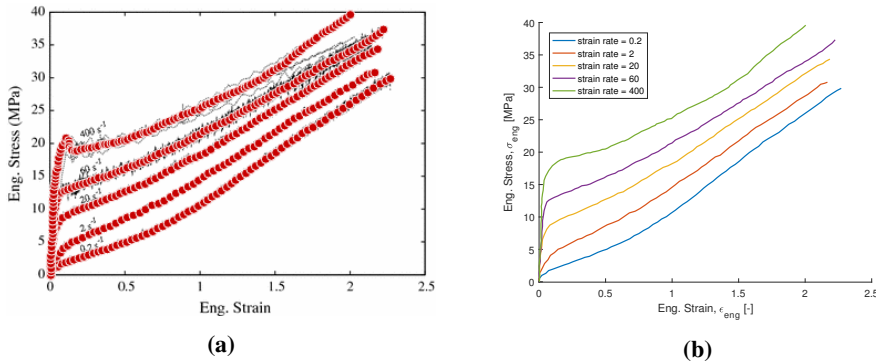 40
35
30
25
20
15
10
5
0
Eng. Stress (MPa)
400 s⁻¹
60 s⁻¹
20 s⁻¹
2 s⁻¹
0.2 s⁻¹
0
0.5
1
1.5
2
2.5
Eng. Strain
(a)
40
35
30
25
20
15
10
5
0
Eng. Stress, σ_eng [MPa]
strain rate = 0.2
strain rate = 2
strain rate = 20
strain rate = 60
strain rate = 400
0
0.5
1
1.5
2
2.5
Eng. Strain, ϵ_eng [-]
(b)